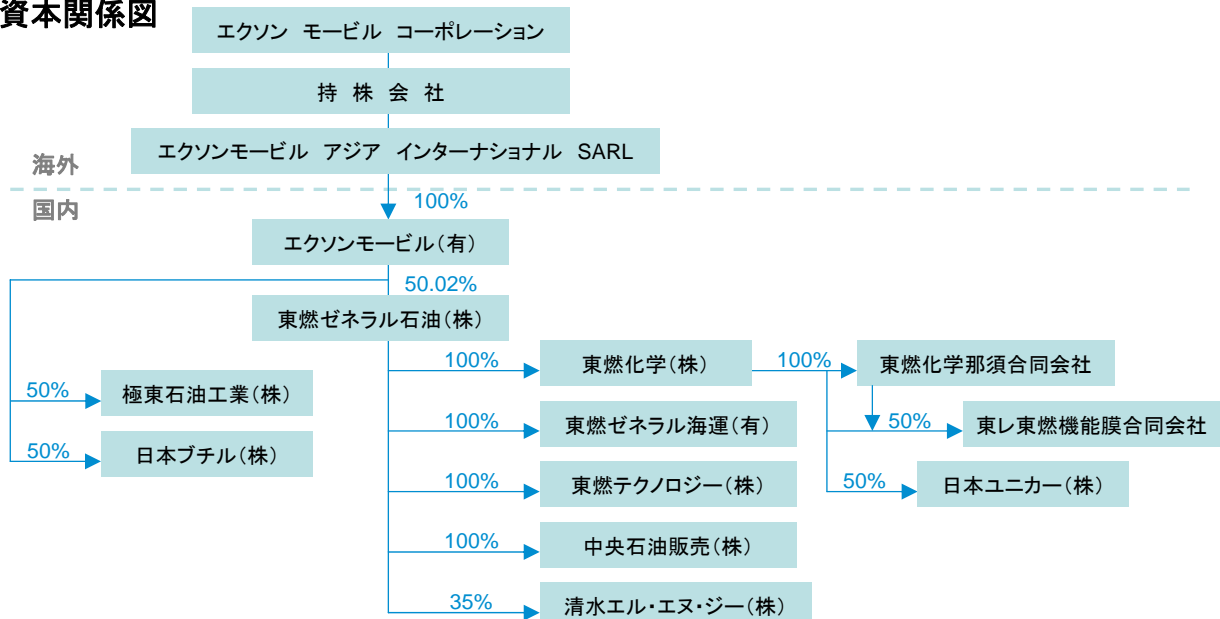 資本関係図
エクソン モービル コーポレーション
持 株 会 社
エクソンモービル アジア インターナショナル SARL
海外
国内
100%
エクソンモービル（有）
50.02%
東燃ゼネラル石油（株）
100%
東燃化学（株）
100%
東燃化学那須合同会社
50%
極東石油工業（株）
100%
東燃ゼネラル海運（有）
50%
東レ東燃機能膜合同会社
50%
日本ブチル（株）
100%
東燃テクノロジー（株）
50%
日本ユニカー（株）
100%
中央石油販売（株）
35%
清水エル・エヌ・ジー（株）